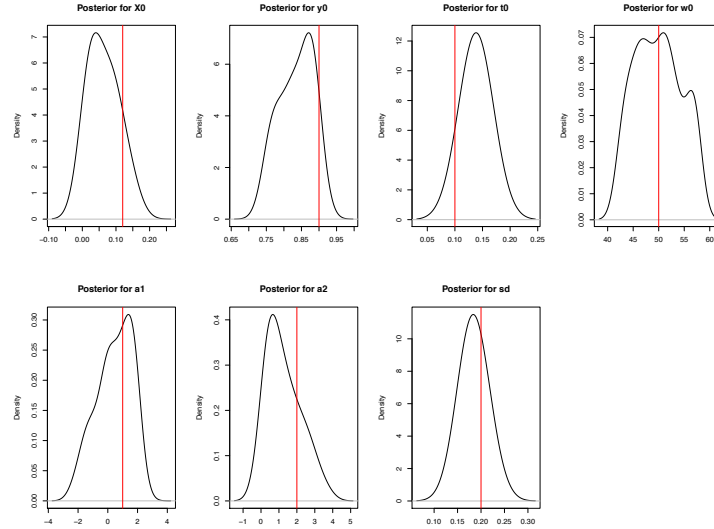 Posterior for X0
Posterior for y0
Posterior for t0
Posterior for w0
Density
7
6
5
4
3
2
1
0
−0.10 0.00 0.10 0.20
Density
6
4
2
0
0.65 0.75 0.85 0.95
Density
12
10
8
6
4
2
0
0.05 0.10 0.15 0.20 0.25
Density
0.07
0.06
0.05
0.04
0.03
0.02
0.01
0.00
40 45 50 55 60
Posterior for a1
Posterior for a2
Posterior for sd
Density
0.30
0.25
0.20
0.15
0.10
0.05
0.00
−4 −2 0 2 4
Density
0.4
0.3
0.2
0.1
0.0
−1 0 1 2 3 4 5
Density
10
8
6
4
2
0
0.10 0.15 0.20 0.25 0.30